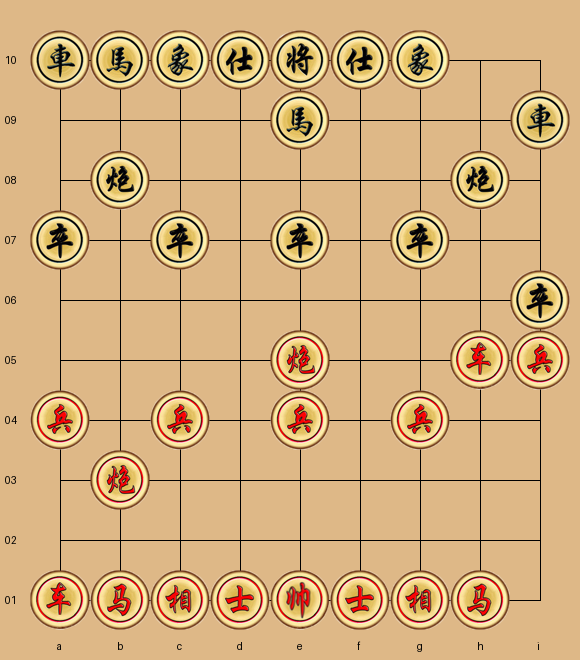 10 車 馬 象 仕 将 仕 象
09 馬 車
08 炮 炮
07 卒 卒 卒 卒
06 卒
05 炮 车 兵
04 兵 兵 兵 兵
03 炮
02
01 车 马 相 士 帅 士 相 马
a b c d e f g h i